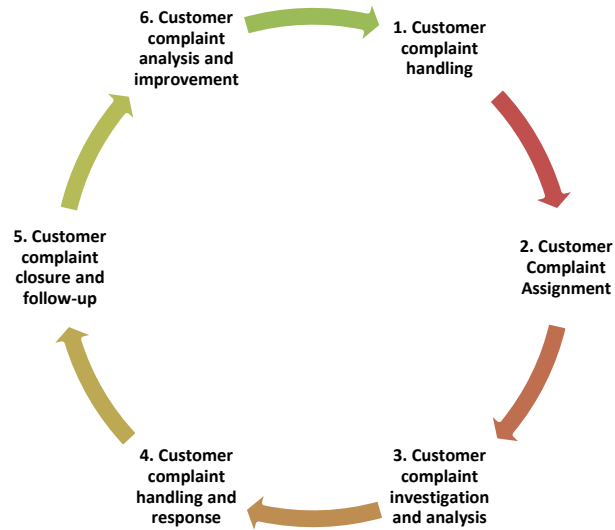 1. Customer
complaint
handling
2. Customer
Complaint
Assignment
3. Customer
complaint
investigation
and analysis
4. Customer
complaint
handling and
response
5. Customer
complaint
closure and
follow-up
6. Customer
complaint
analysis and
improvement